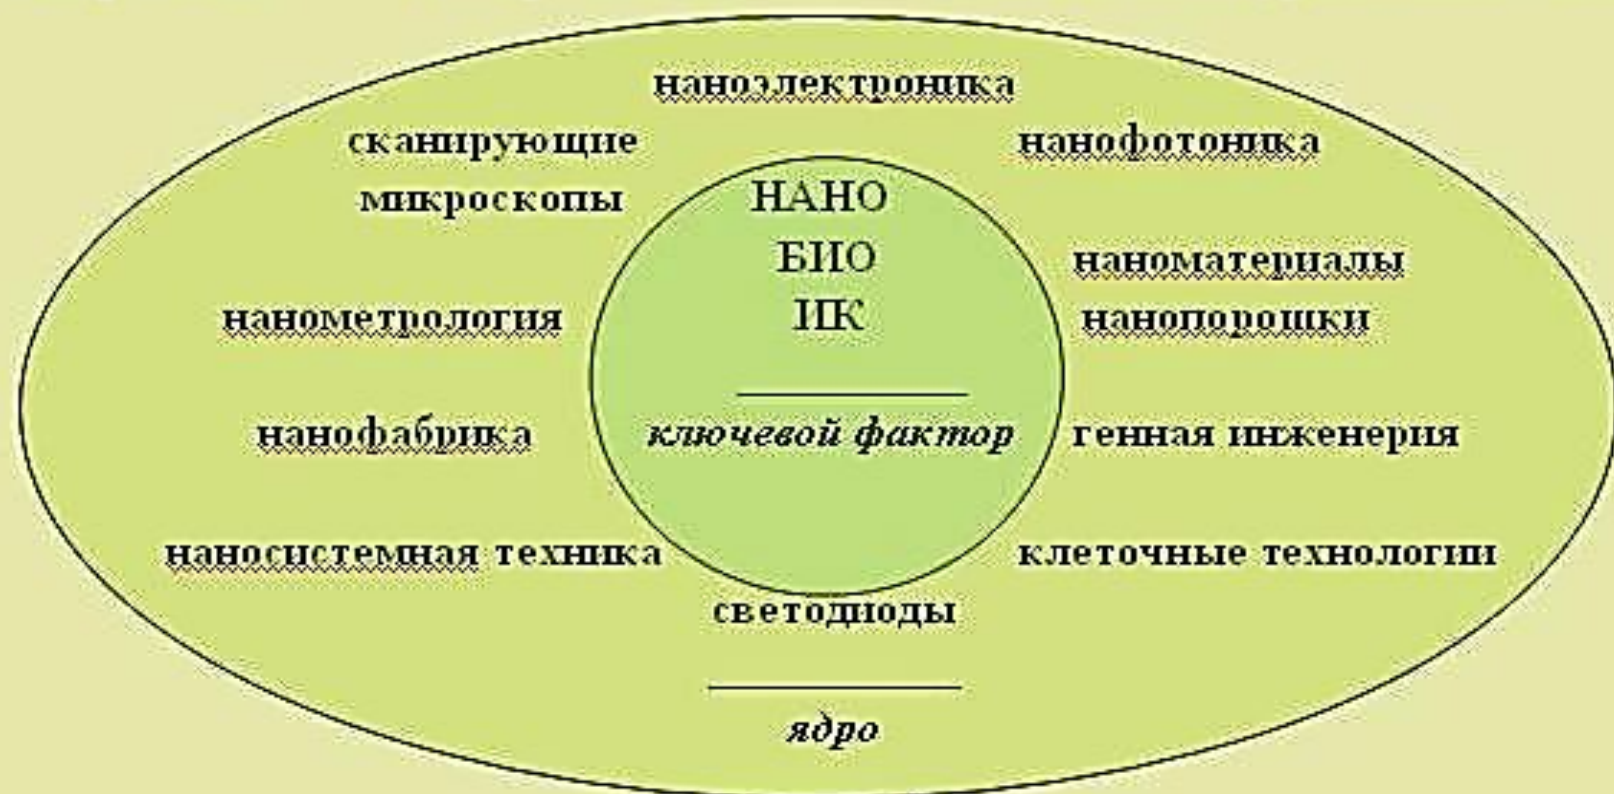 наноэлектроника
сканирующие
микроскопы
нанофотоника
НАНО
БИО
ИК
наноматериалы
нанопорошки
нанометрология
нанофабрика
ключевой фактор
генная инженерия
наносистемная техника
клеточные технологии
светодиоды
ядро